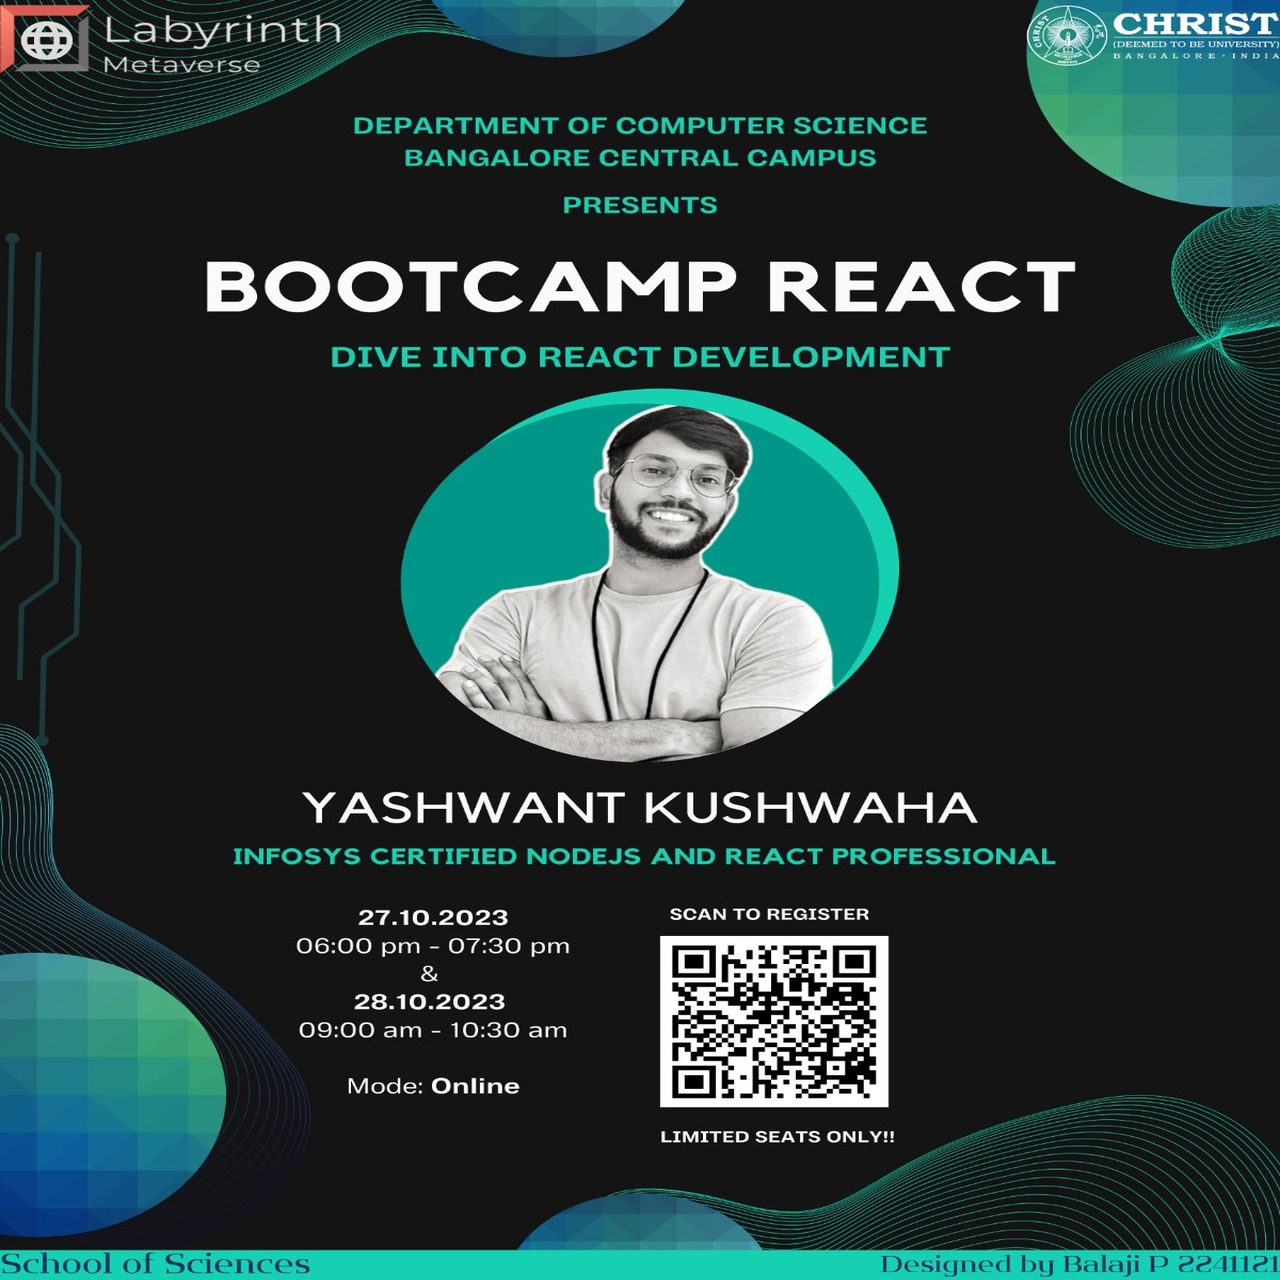 Labyrinth
Metaverse
CHRIST
(DEEMED TO BE UNIVERSITY)
BANGALORE · INDIA
DEPARTMENT OF COMPUTER SCIENCE
BANGALORE CENTRAL CAMPUS
PRESENTS
BOOTCAMP REACT
DIVE INTO REACT DEVELOPMENT
YASHWANT KUSHWAHA
INFOSYS CERTIFIED NODEJS AND REACT PROFESSIONAL
27.10.2023
06:00 pm - 07:30 pm
&
28.10.2023
09:00 am - 10:30 am
Mode: Online
SCAN TO REGISTER
LIMITED SEATS ONLY!!
School of Sciences
Designed by Balaji P 2241121